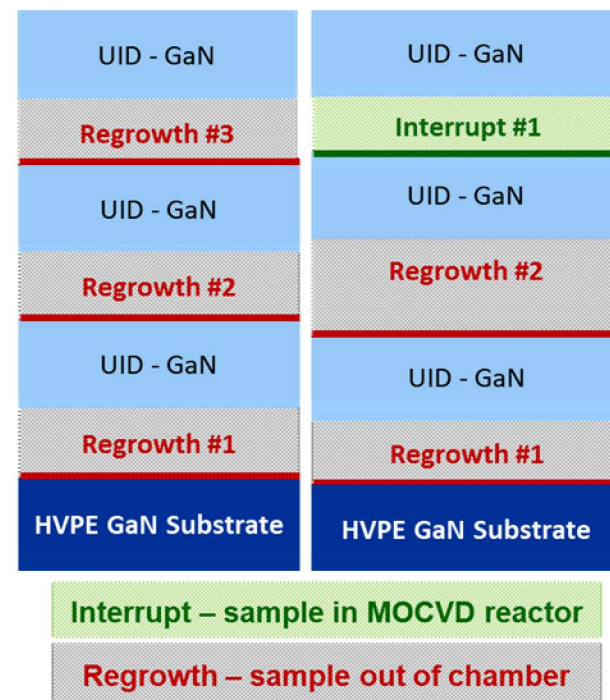 UID - GaN
Regrowth #3
UID - GaN
Regrowth #2
UID - GaN
Regrowth #1
HVPE GaN Substrate
UID - GaN
Interrupt #1
UID - GaN
Regrowth #2
UID - GaN
Regrowth #1
HVPE GaN Substrate
Interrupt – sample in MOCVD reactor
Regrowth – sample out of chamber